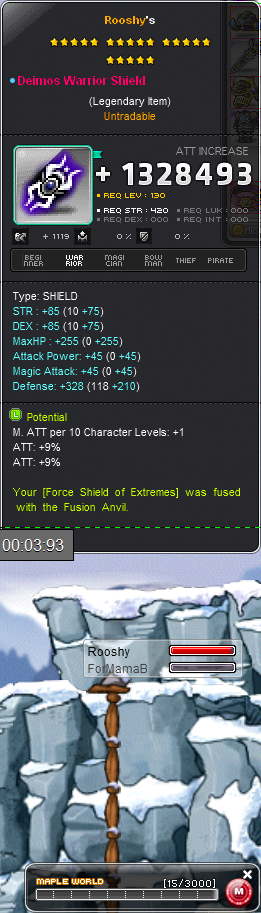 Rooshy's
Deimos Warrior Shield
(Legendary Item)
Untradable
ATT INCREASE
+ 1328493
REQ LEV : 130
REQ STR : 420 REQ LUK : 000
REQ DEX : 000 REQ INT : 000
+ 1119 0 % 0 %
BEGINNER WARRIOR MAGICIAN BOWMAN THIEF PIRATE
Type: SHIELD
STR : +85 (10 +75)
DEX : +85 (10 +75)
MaxHP : +255 (0 +255)
Attack Power: +45 (0 +45)
Magic Attack: +45 (0 +45)
Defense: +328 (118 +210)
L Potential
M. ATT per 10 Character Levels: +1
ATT: +9%
ATT: +9%
Your [Force Shield of Extremes] was fused
with the Fusion Anvil.
00:03:93
Rooshy
ForMamaB
MAPLE WORLD [15/3000]
M